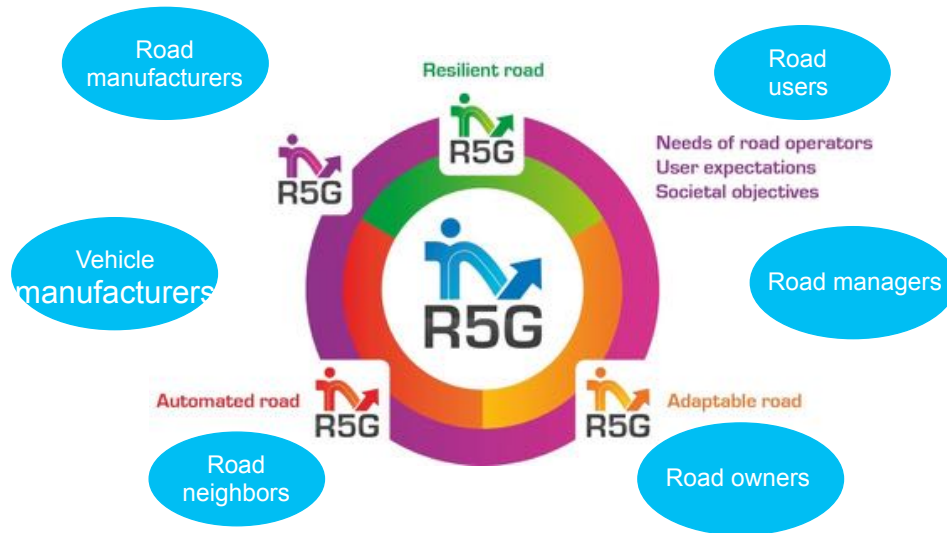 Road
manufacturers
Resilient road
Road
users
R5G
R5G
Needs of road operators
User expectations
Societal objectives
Vehicle
manufacturers
R5G
Road managers
Automated road
R5G
R5G
Adaptable road
Road
neighbors
Road owners